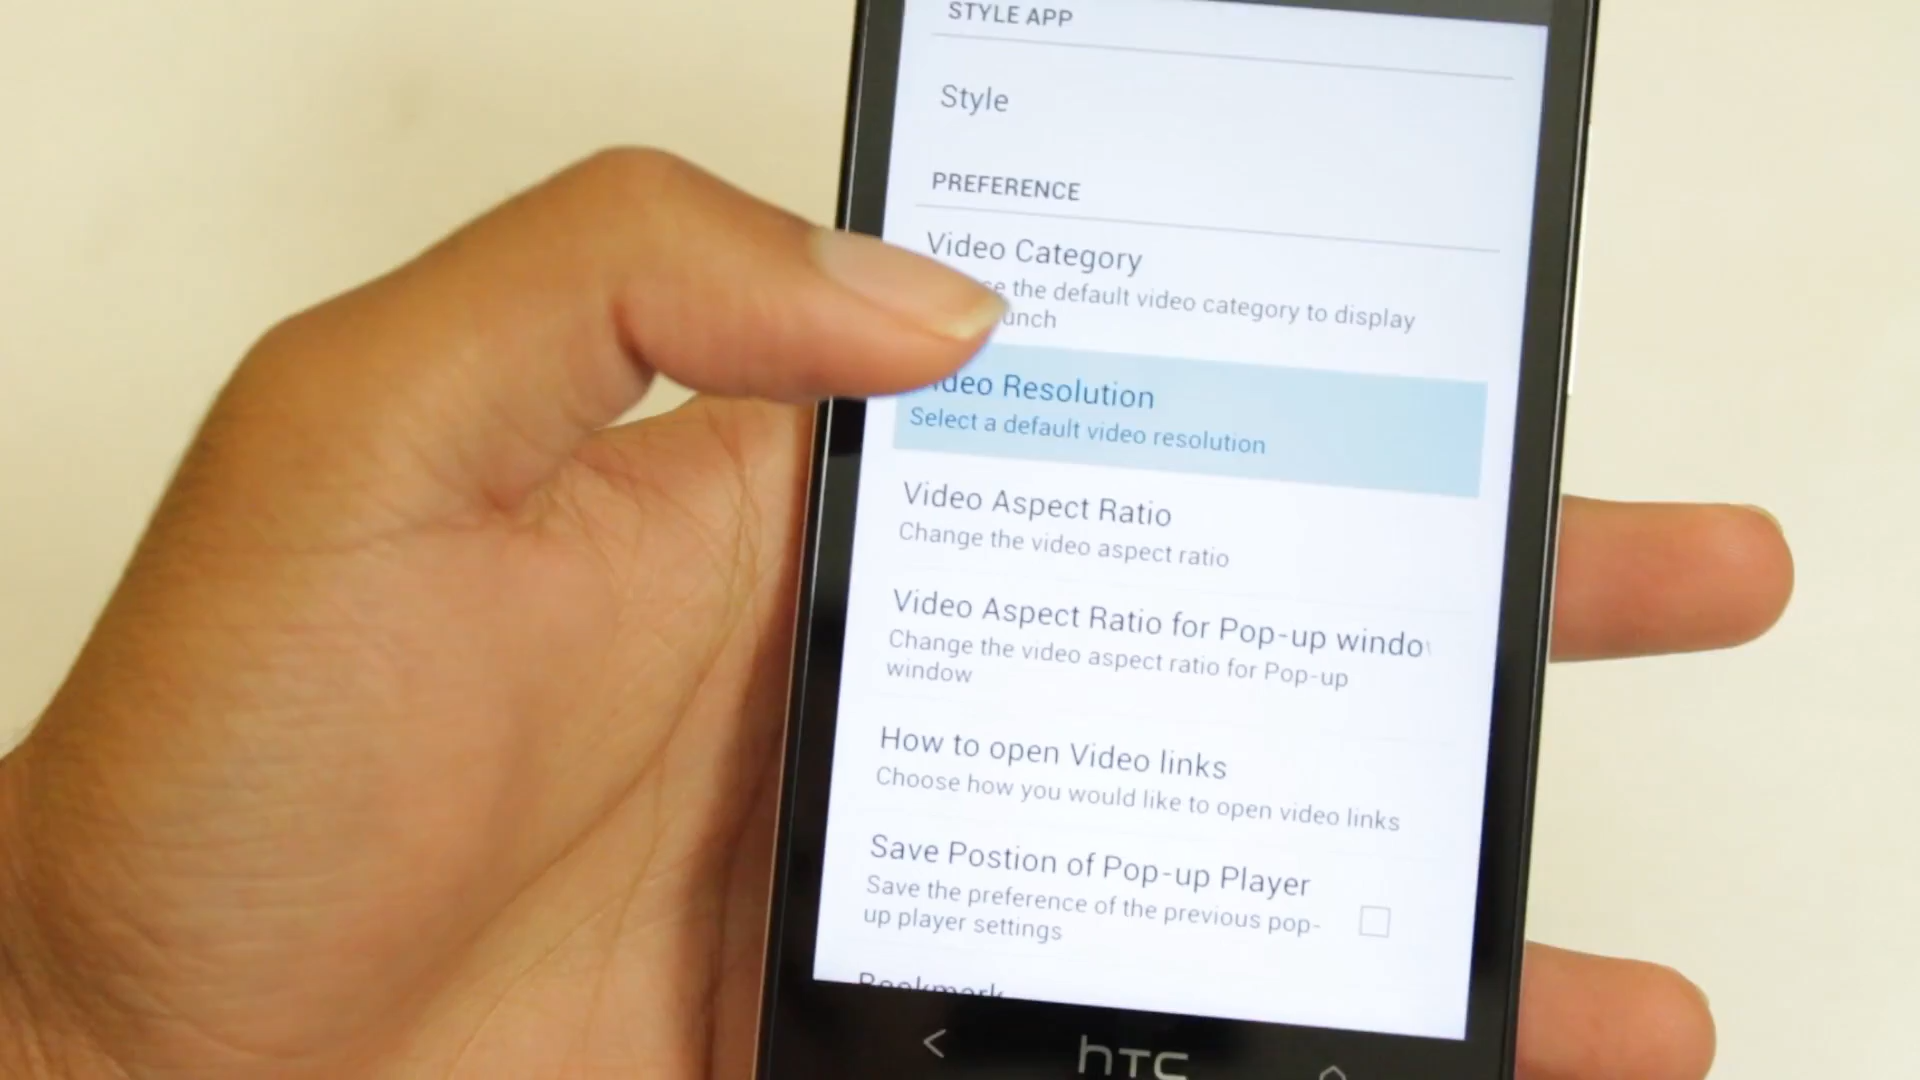 STYLE APP
Style
PREFERENCE
Video Category
the default video category to display
Video Resolution
Select a default video resolution
Video Aspect Ratio
Change the video aspect ratio
Video Aspect Ratio for Pop-up windo
Change the video aspect ratio for Pop-up
window
How to open Video links
Choose how you would like to open video links
Save Postion of Pop-up Player
Save the preference of the previous pop-
up player settings
Bookmark
hTC